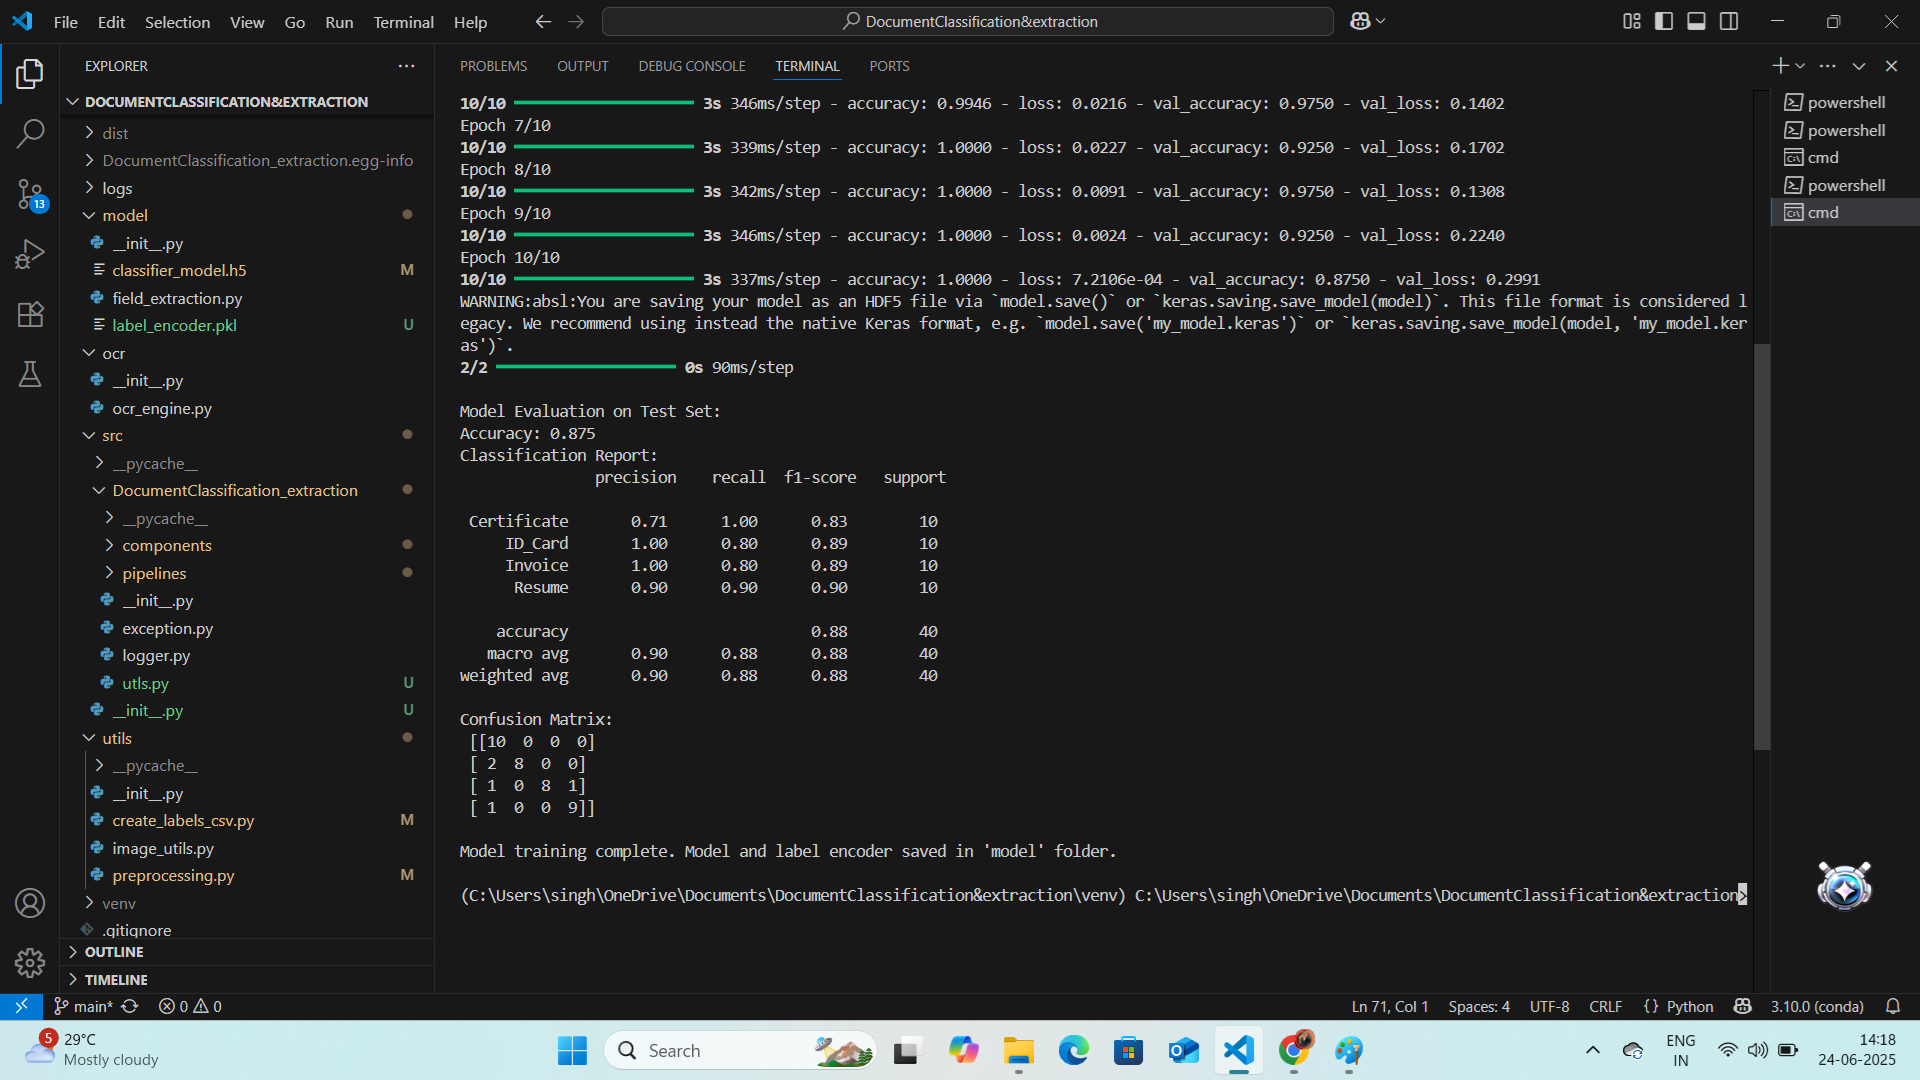 File Edit Selection View Go Run Terminal Help
DocumentClassification&extraction
EXPLORER
DOCUMENTCLASSIFICATION&EXTRACTION
dist
DocumentClassification_extraction.egg-info
logs
model
__init__.py
classifier_model.h5 M
field_extraction.py
label_encoder.pkl U
ocr
__init__.py
ocr_engine.py
src
__pycache__
DocumentClassification_extraction
__pycache__
components
pipelines
__init__.py
exception.py
logger.py
utls.py U
__init__.py U
utils
__pycache__
__init__.py
create_labels_csv.py M
image_utils.py
preprocessing.py M
venv
.gitignore
OUTLINE
TIMELINE
13
PROBLEMS OUTPUT DEBUG CONSOLE TERMINAL PORTS
10/10 3s 346ms/step - accuracy: 0.9946 - loss: 0.0216 - val_accuracy: 0.9750 - val_loss: 0.1402
Epoch 7/10
10/10 3s 339ms/step - accuracy: 1.0000 - loss: 0.0227 - val_accuracy: 0.9250 - val_loss: 0.1702
Epoch 8/10
10/10 3s 342ms/step - accuracy: 1.0000 - loss: 0.0091 - val_accuracy: 0.9750 - val_loss: 0.1308
Epoch 9/10
10/10 3s 346ms/step - accuracy: 1.0000 - loss: 0.0024 - val_accuracy: 0.9250 - val_loss: 0.2240
Epoch 10/10
10/10 3s 337ms/step - accuracy: 1.0000 - loss: 7.2106e-04 - val_accuracy: 0.8750 - val_loss: 0.2991
WARNING:absl:You are saving your model as an HDF5 file via `model.save()` or `keras.saving.save_model(model)`. This file format is considered l
egacy. We recommend using instead the native Keras format, e.g. `model.save('my_model.keras')` or `keras.saving.save_model(model, 'my_model.ker
as')`.
2/2 0s 90ms/step
Model Evaluation on Test Set:
Accuracy: 0.875
Classification Report:
precision recall f1-score support
Certificate 0.71 1.00 0.83 10
ID_Card 1.00 0.80 0.89 10
Invoice 1.00 0.80 0.89 10
Resume 0.90 0.90 0.90 10
accuracy 0.88 40
macro avg 0.90 0.88 0.88 40
weighted avg 0.90 0.88 0.88 40
Confusion Matrix:
[[10 0 0 0]
[ 2 8 0 0]
[ 1 0 8 1]
[ 1 0 0 9]]
Model training complete. Model and label encoder saved in 'model' folder.
(C:\Users\singh\OneDrive\Documents\DocumentClassification&extraction\venv) C:\Users\singh\OneDrive\Documents\DocumentClassification&extraction>
powershell
powershell
cmd
powershell
cmd
main* 0 0 Ln 71, Col 1 Spaces: 4 UTF-8 CRLF {} Python 3.10.0 (conda)
5
29°C
Mostly cloudy
Search
ENG
IN
14:18
24-06-2025